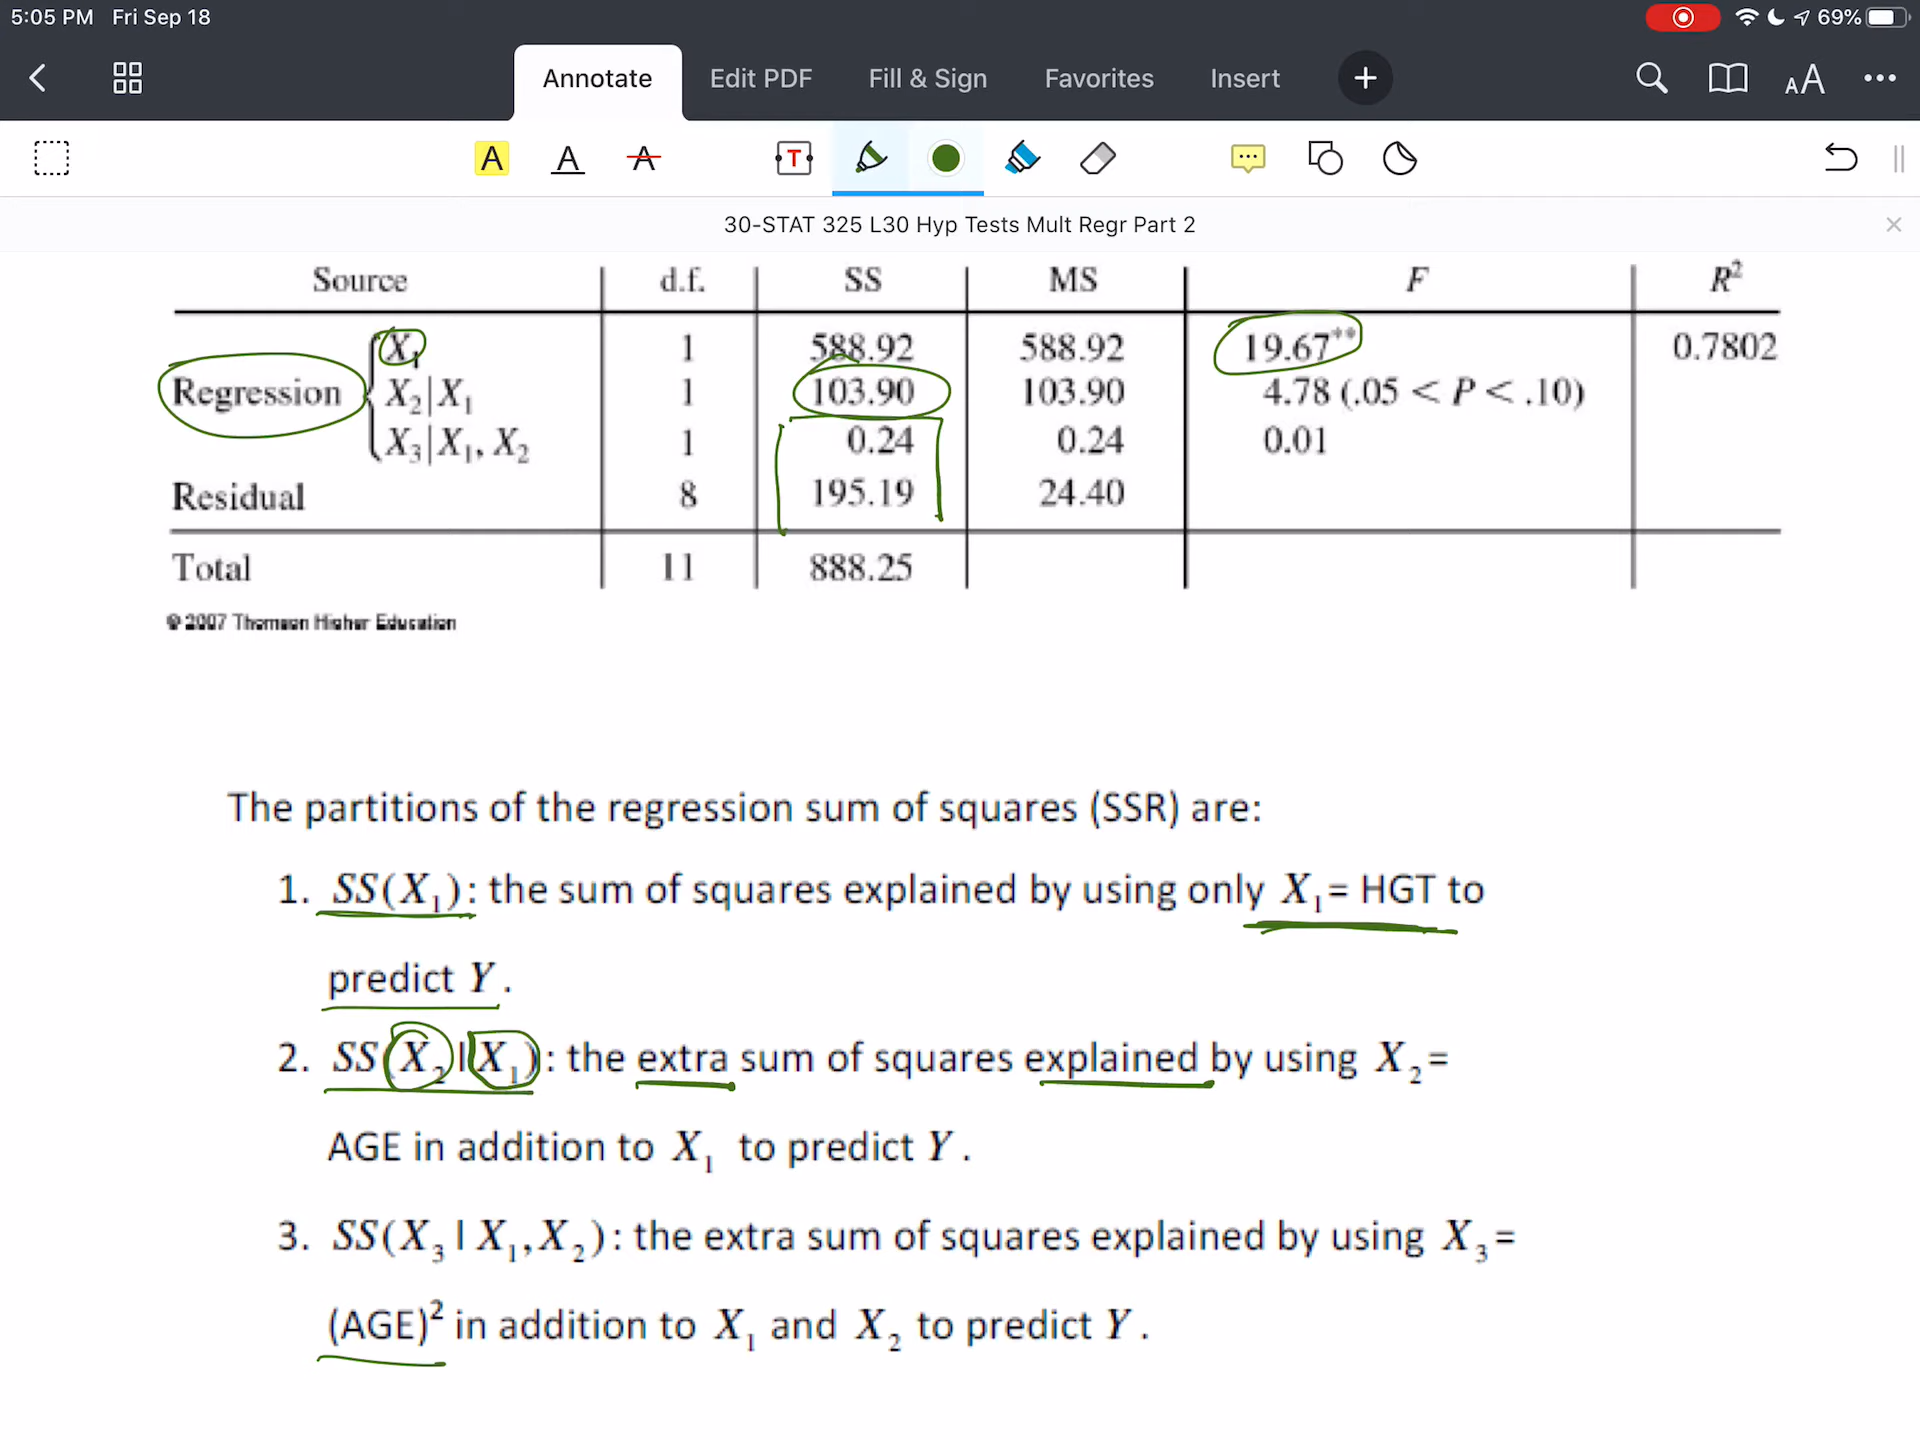 5:05 PM Fri Sep 18 69%
Annotate Edit PDF Fill & Sign Favorites Insert + AA
A A A T
30-STAT 325 L30 Hyp Tests Mult Regr Part 2
Source d.f. SS MS F R²
X₁ 1 588.92 588.92 19.67** 0.7802
Regression X₂|X₁ 1 103.90 103.90 4.78 (.05 < P < .10)
X₃|X₁, X₂ 1 0.24 0.24 0.01
Residual 8 195.19 24.40
Total 11 888.25
© 2007 Thomson Higher Education
The partitions of the regression sum of squares (SSR) are:
1. SS(X₁): the sum of squares explained by using only X₁= HGT to
predict Y.
2. SS(X₂|X₁): the extra sum of squares explained by using X₂=
AGE in addition to X₁ to predict Y.
3. SS(X₃|X₁,X₂): the extra sum of squares explained by using X₃=
(AGE)² in addition to X₁ and X₂ to predict Y.